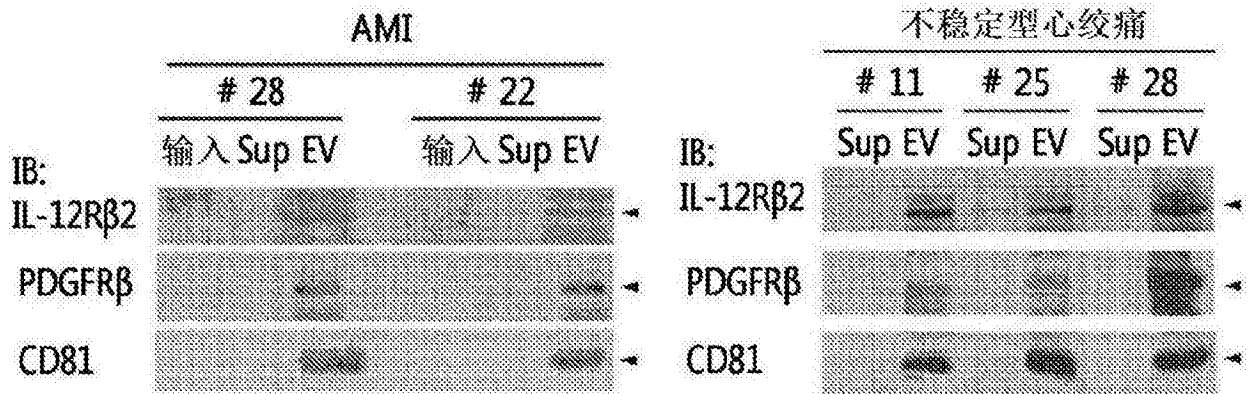 AMI
# 28 # 22
输入 Sup EV 输入 Sup EV
IB:
IL-12Rβ2
PDGFRβ
CD81
不稳定型心绞痛
# 11 # 25 # 28
Sup EV Sup EV Sup EV
IB:
IL-12Rβ2
PDGFRβ
CD81